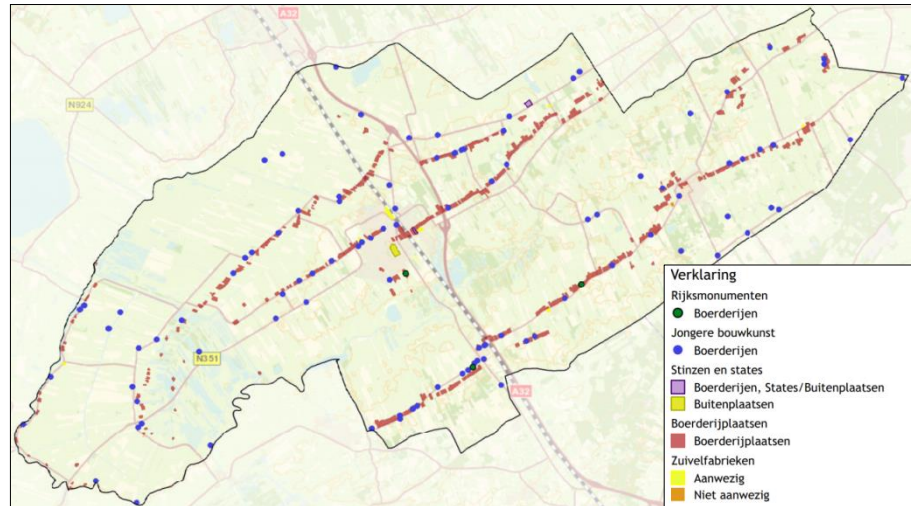 A32
N924
N351
A32
Verklaring
Rijksmonumenten
Boerderijen
Jongere bouwkunst
Boerderijen
Stinzen en states
Boerderijen, States/Buitenplaatsen
Buitenplaatsen
Boerderijplaatsen
Boerderijplaatsen
Zuivelfabrieken
Aanwezig
Niet aanwezig